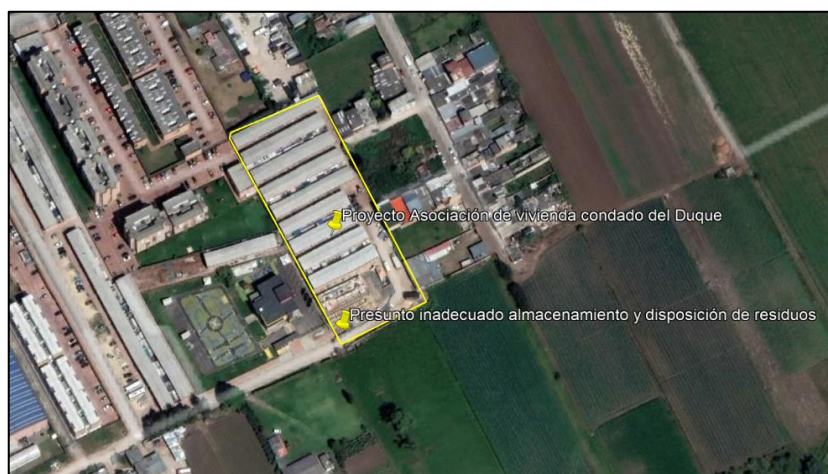 Proyecto Asociación de vivienda condado del Duque
Presunto inadecuado almacenamiento y disposición de residuos